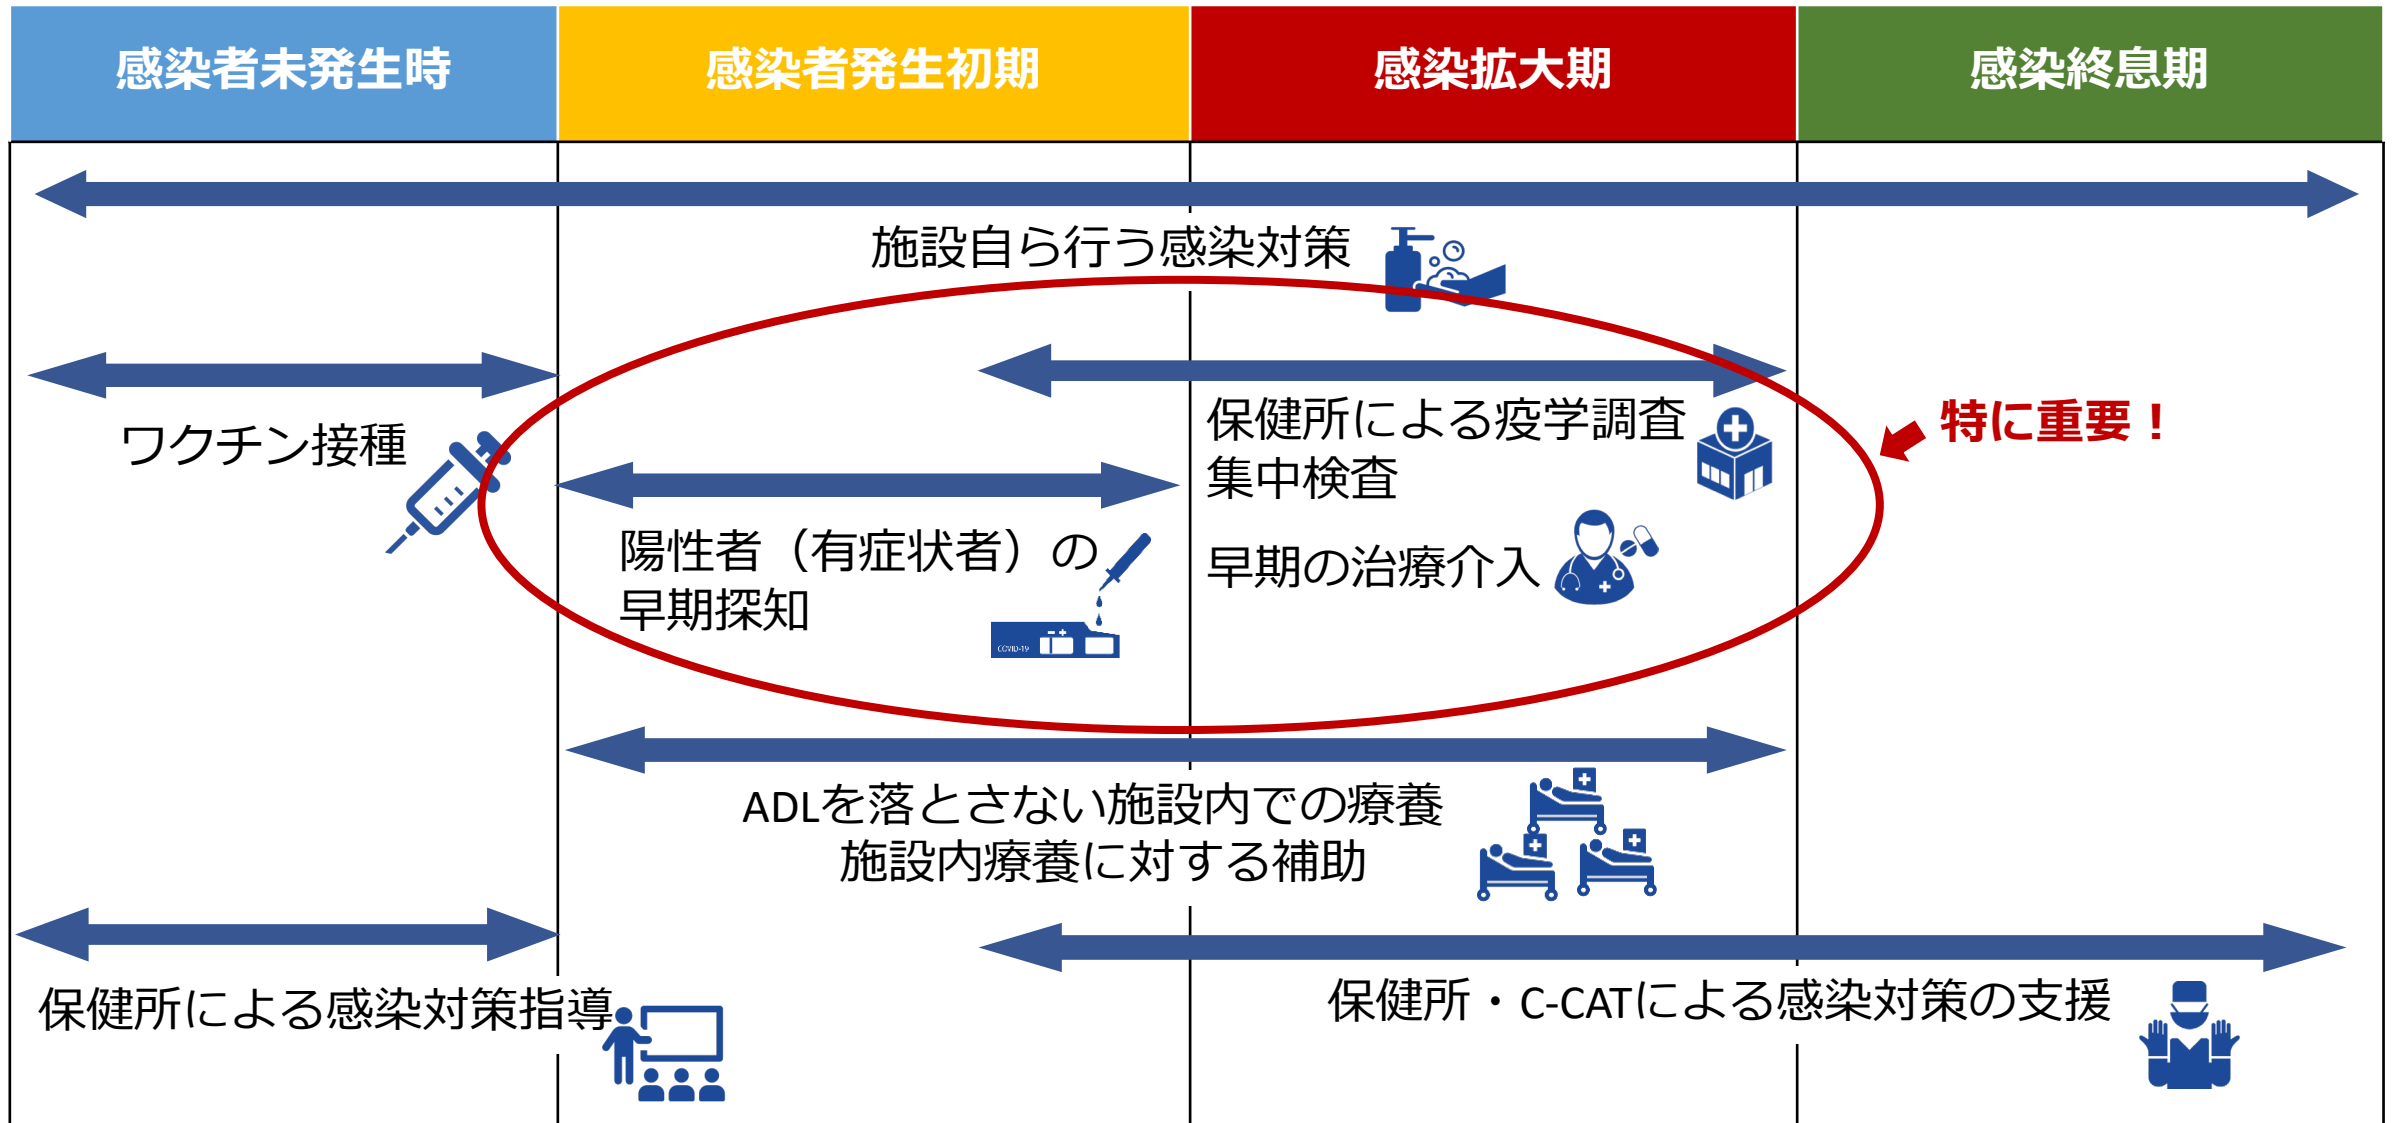 感染者未発生時
感染者発生初期
感染拡大期
感染終息期
施設自ら行う感染対策
ワクチン接種
保健所による疫学調査
集中検査
早期の治療介入
特に重要！
陽性者（有症状者）の
早期探知
COVID-19
ADLを落とさない施設内での療養
施設内療養に対する補助
保健所による感染対策指導
保健所・C-CATによる感染対策の支援